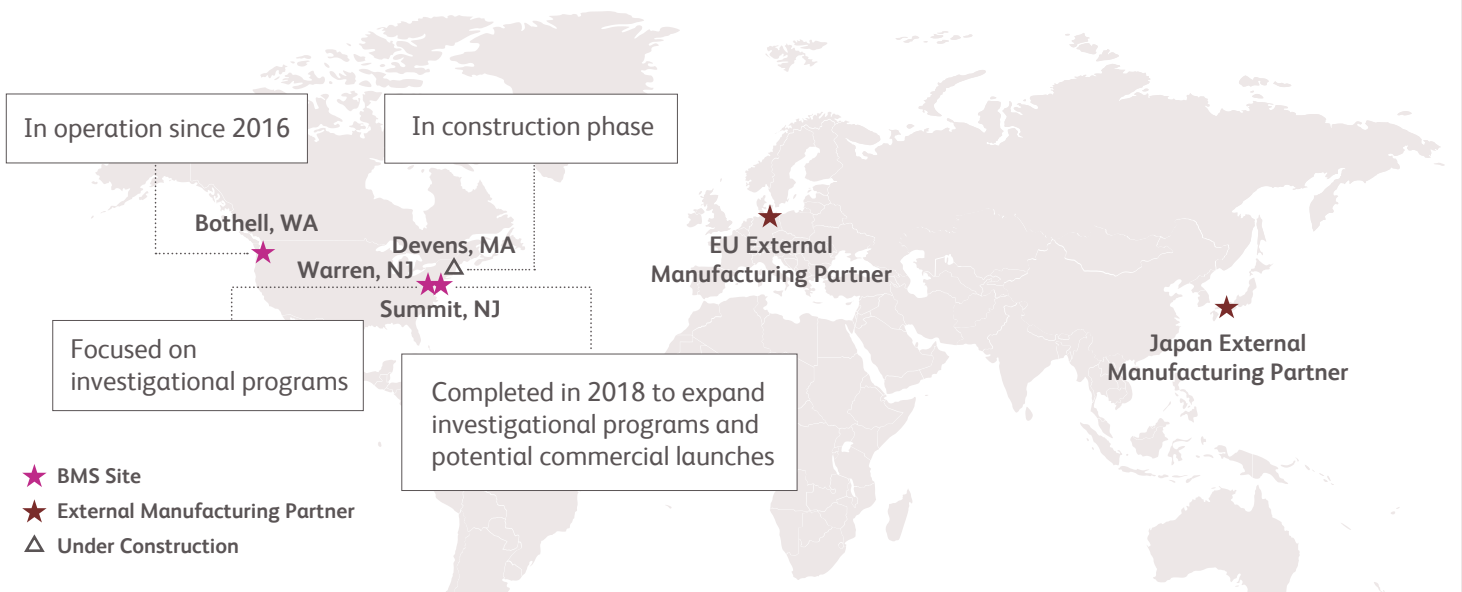 In operation since 2016
In construction phase
Bothell, WA
Devens, MA
Warren, NJ
Summit, NJ
EU External
Manufacturing Partner
Japan External
Manufacturing Partner
Focused on
investigational programs
Completed in 2018 to expand
investigational programs and
potential commercial launches
BMS Site
External Manufacturing Partner
Under Construction